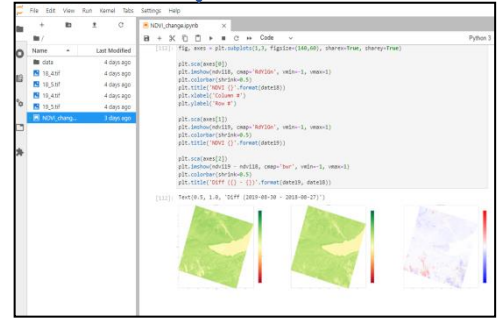 File Edit View Run Kernel Tabs Settings Help
NDVI_change.ipynb
Code
Python 3
Name Last Modified
data 4 days ago
18_4.tif 4 days ago
18_5.tif 4 days ago
19_4.tif 4 days ago
19_5.tif 4 days ago
NDVI_chang... 3 days ago
fig, axes = plt.subplots(1,3, figsize=(140,60), sharex=True, sharey=True)
plt.sca(axes[0])
plt.imshow(ndvi18, cmap='RdYlGn', vmin=-1, vmax=1)
plt.colorbar(shrink=0.5)
plt.title('NDVI {}'.format(date18))
plt.xlabel('Column #')
plt.ylabel('Row #')
plt.sca(axes[1])
plt.imshow(ndvi19, cmap='RdYlGn', vmin=-1, vmax=1)
plt.colorbar(shrink=0.5)
plt.title('NDVI {}'.format(date19))
plt.sca(axes[2])
plt.imshow(ndvi19 - ndvi18, cmap='bwr', vmin=-1, vmax=1)
plt.colorbar(shrink=0.5)
plt.title('Diff ({} - {})'.format(date19, date18))
[132]: Text(0.5, 1.0, 'Diff (2019-08-30 - 2018-08-27)')